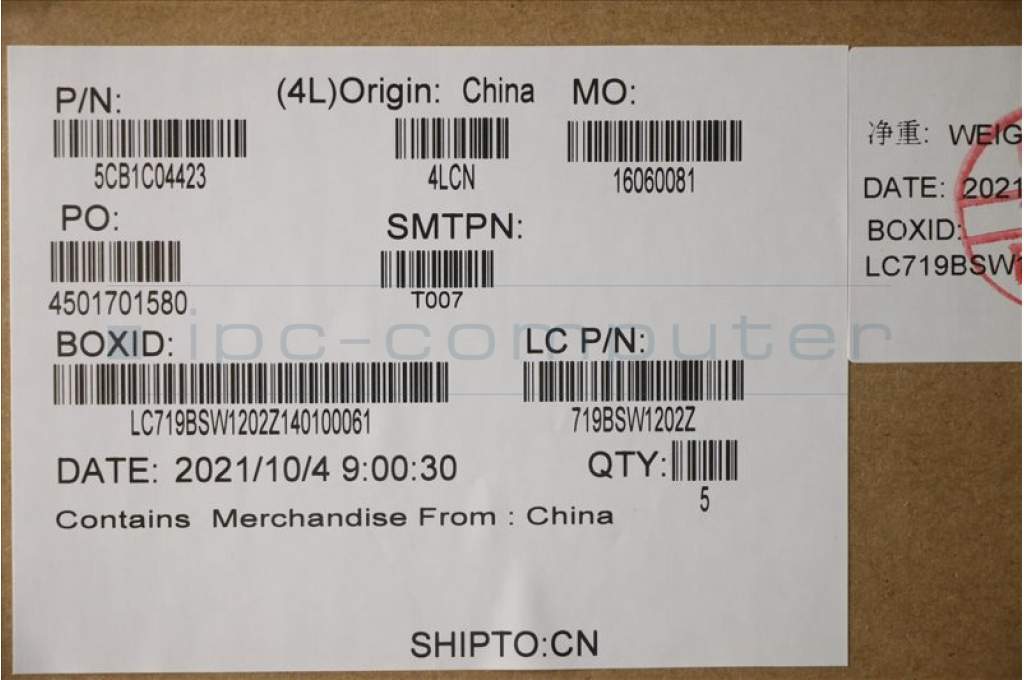 P/N: (4L)Origin: China MO:
5CB1C04423 4LCN 16060081
PO: SMTPN:
4501701580 T007
BOXID: LC P/N:
LC719BSW1202Z140100061 719BSW1202Z
DATE: 2021/10/4 9:00:30 QTY:
5
Contains Merchandise From : China
SHIPTO:CN
净重: WEIG
DATE: 2021
BOXID:
LC719BSW1
ipc-computer